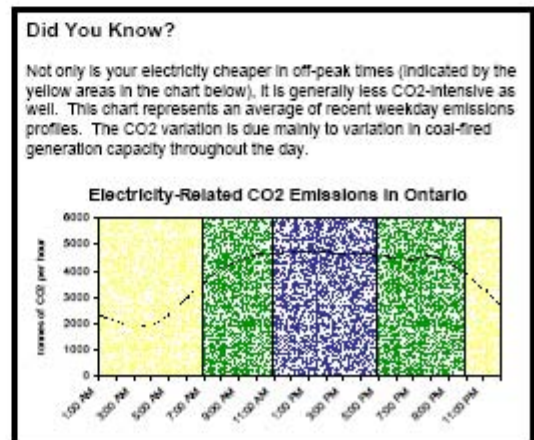 Did You Know?
Not only is your electricity cheaper in off-peak times (indicated by the
yellow areas in the chart below), it is generally less CO2-intensive as
well. This chart represents an average of recent weekday emissions
profiles. The CO2 variation is due mainly to variation in coal-fired
generation capacity throughout the day.
Electricity-Related CO2 Emissions in Ontario
tonnes of CO2 per hour
6000
5000
4000
3000
2000
1000
0
1:00 AM
3:00 AM
5:00 AM
7:00 AM
9:00 AM
11:00 AM
1:00 PM
3:00 PM
5:00 PM
7:00 PM
9:00 PM
11:00 PM